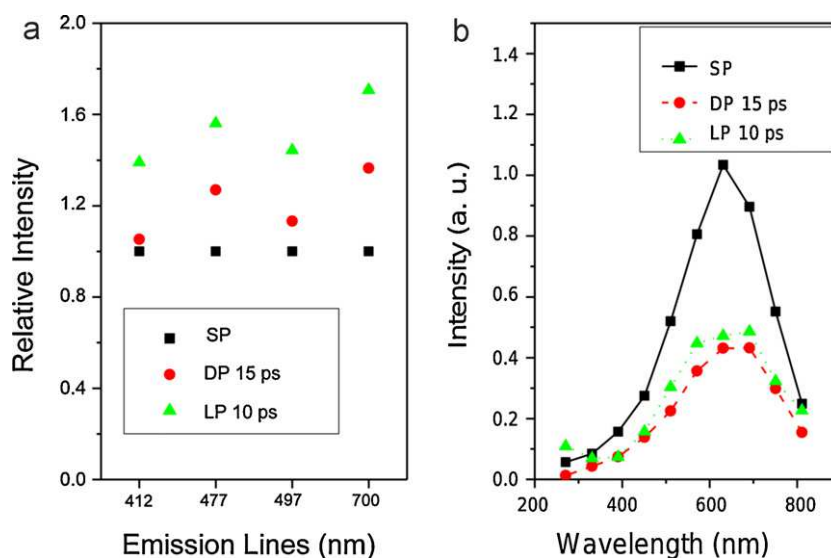 a
2.0
1.6
1.2
0.8
0.4
0.0
Relative Intensity
SP
DP 15 ps
LP 10 ps
412 477 497 700
Emission Lines (nm)
b
1.4
1.2
1.0
0.8
0.6
0.4
0.2
0.0
Intensity (a. u.)
SP
DP 15 ps
LP 10 ps
200 400 600 800
Wavelength (nm)